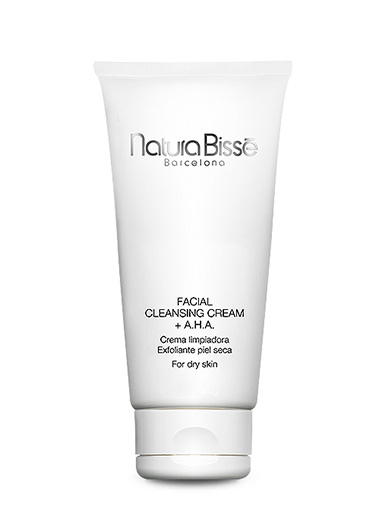 Natura Bissé
Barcelona
FACIAL
CLEANSING CREAM
+ A.H.A.
Crema limpiadora
Exfoliante piel seca
For dry skin